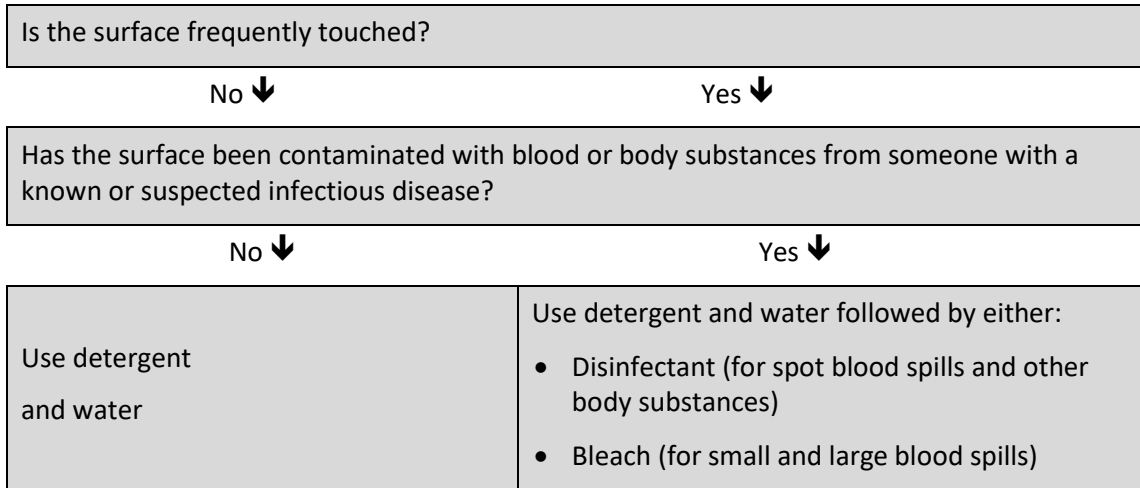 Is the surface frequently touched?
No 🡻 Yes 🡻
Has the surface been contaminated with blood or body substances from someone with a
known or suspected infectious disease?
No 🡻 Yes 🡻
Use detergent
and water
Use detergent and water followed by either:
• Disinfectant (for spot blood spills and other
body substances)
• Bleach (for small and large blood spills)